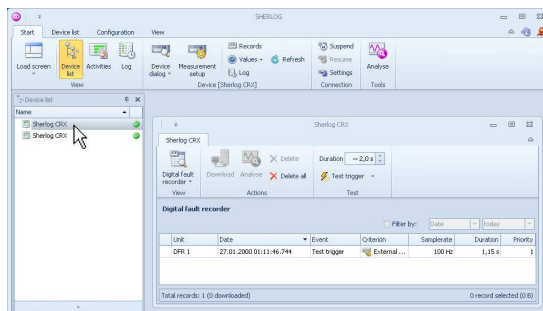 SHERLOG
Start Device list Configuration View
Load screen
Device list
Activities
Log
View
Device dialog
Measurement setup
Records
Values
Log
Refresh
Device [Sherlog CRX]
Suspend
Resume
Settings
Connection
Analyse
Tools
Device list
Name
Sherlog CRX
Sherlog CRX
Sherlog CRX
Sherlog CRX
Digital fault recorder
View
Download
Analyse
Delete
Delete all
Actions
Duration ~ 2,0 s
Test trigger
Test
Digital fault recorder
Filter by: Date today
Unit Date Event Criterion Samplerate Duration Priority
DFR 1 27.01.2000 01:11:46.744 Test trigger External ... 100 Hz 1,15 s 1
Total records: 1 (0 downloaded) 0 record selected (0 B)